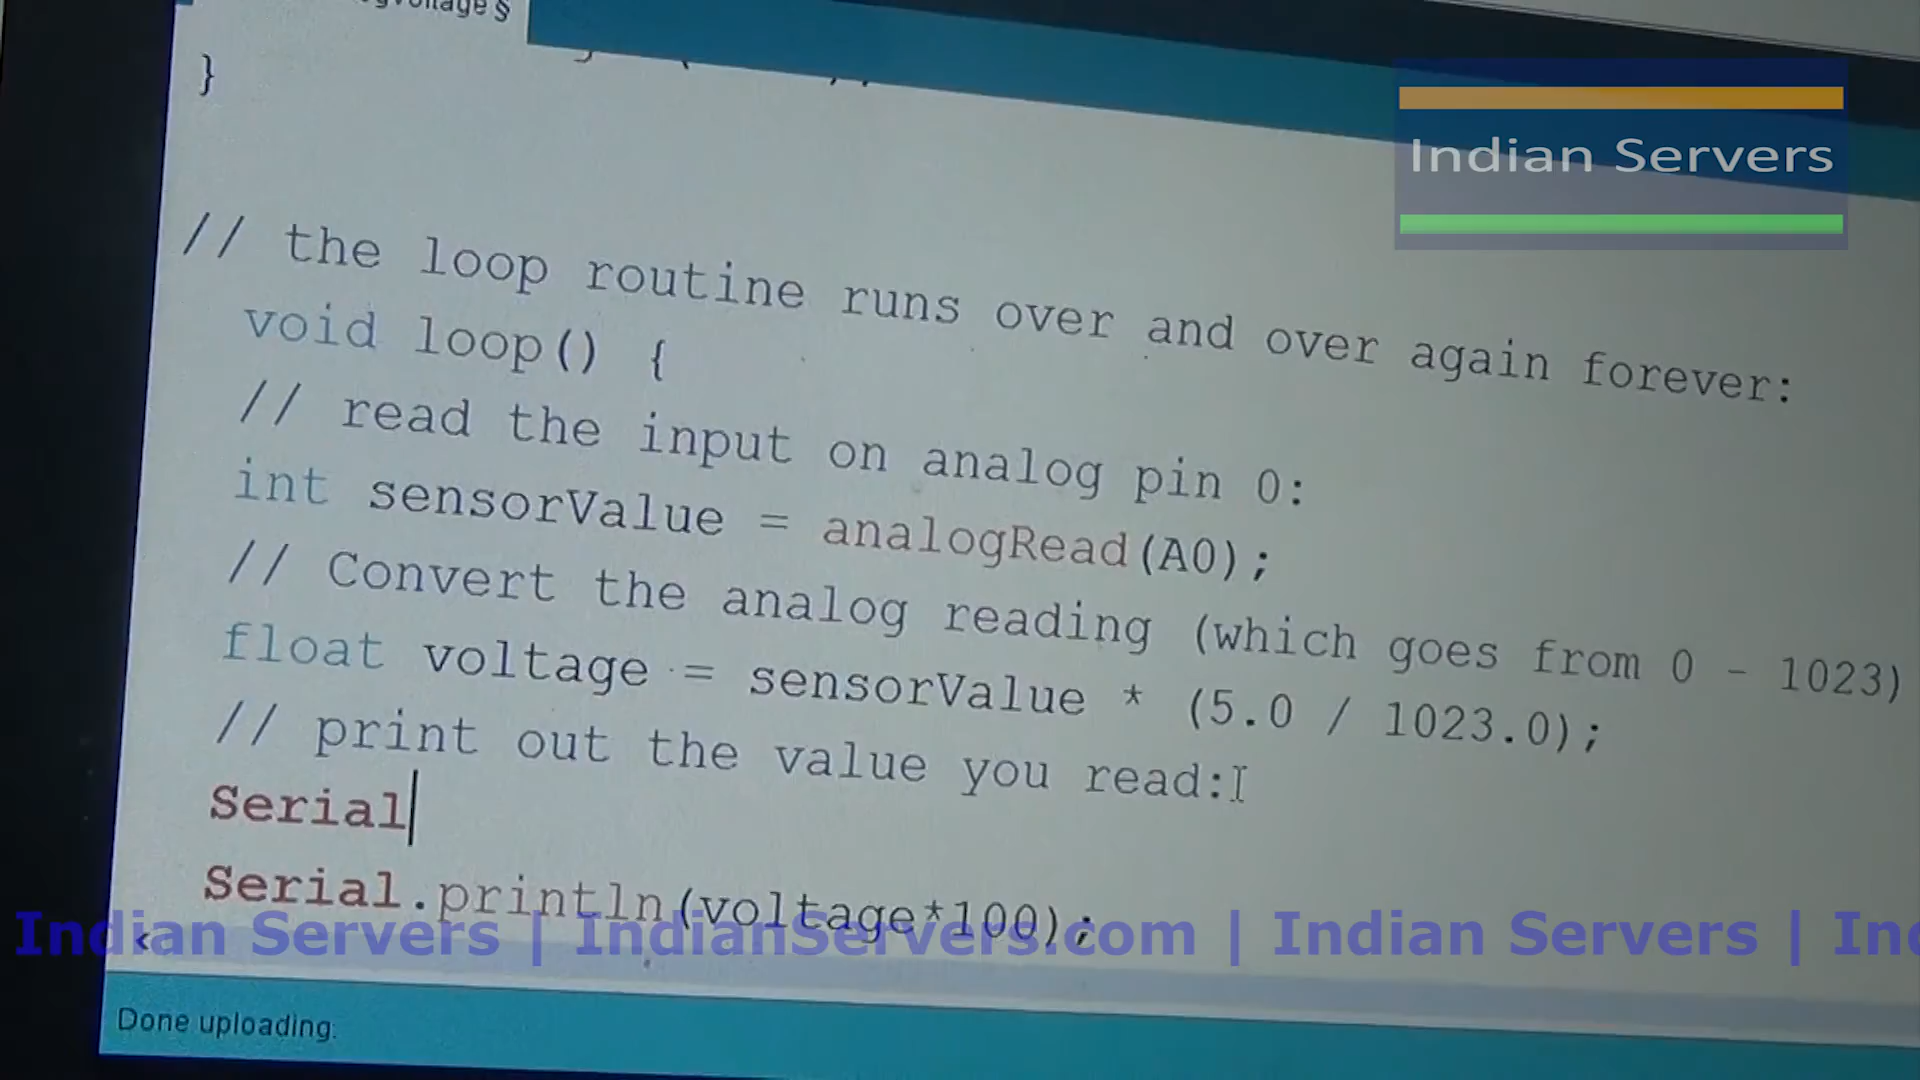 }
Indian Servers
// the loop routine runs over and over again forever:
void loop() {
// read the input on analog pin 0:
int sensorValue = analogRead(A0);
// Convert the analog reading (which goes from 0 - 1023)
float voltage = sensorValue * (5.0 / 1023.0);
// print out the value you read:
Serial
Serial.println(voltage*100);
Indian Servers | IndianServers.com | Indian Servers |
Done uploading.